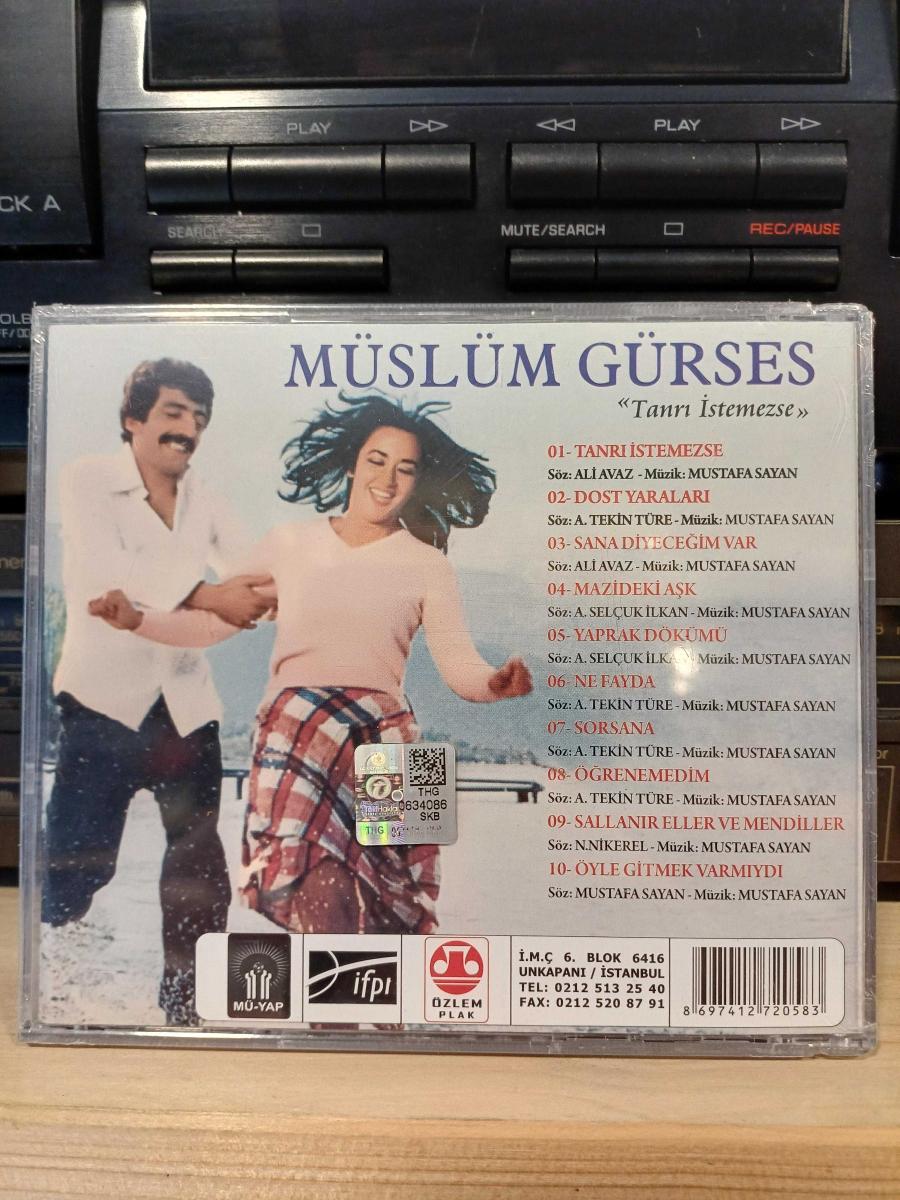 PLAY
PLAY
CK A
SEARCH
MUTE/SEARCH
REC/PAUSE
MÜSLÜM GÜRSES
“Tanrı İstemezse»
01- TANRI İSTEMEZSE
Söz: ALİ AVAZ - Müzik: MUSTAFA SAYAN
02- DOST YARALARI
Söz: A. TEKİN TÜRE - Müzik: MUSTAFA SAYAN
03- SANA DİYECEĞİM VAR
Söz: ALİ AVAZ - Müzik: MUSTAFA SAYAN
04- MAZİDEKİ AŞK
Söz: A. SELÇUK İLKAN - Müzik: MUSTAFA SAYAN
05- YAPRAK DÖKÜMÜ
Söz: A. SELÇUK İLKAN - Müzik: MUSTAFA SAYAN
06- NE FAYDA
Söz: A. TEKİN TÜRE - Müzik: MUSTAFA SAYAN
07- SORSANA
Söz: A. TEKİN TÜRE - Müzik: MUSTAFA SAYAN
08- ÖĞRENEMEDİM
Söz: A. TEKİN TÜRE - Müzik: MUSTAFA SAYAN
09- SALLANIR ELLER VE MENDİLLER
Söz: N.NİKEREL - Müzik: MUSTAFA SAYAN
10- ÖYLE GİTMEK VARMIYDI
Söz: MUSTAFA SAYAN - Müzik: MUSTAFA SAYAN
THG
0634086
SKB
THG
MÜ-YAP
ifpi
ÖZLEM
PLAK
İ.M.Ç 6. BLOK 6416
UNKAPANI / İSTANBUL
TEL: 0212 513 25 40
FAX: 0212 520 87 91
8 697412 720583